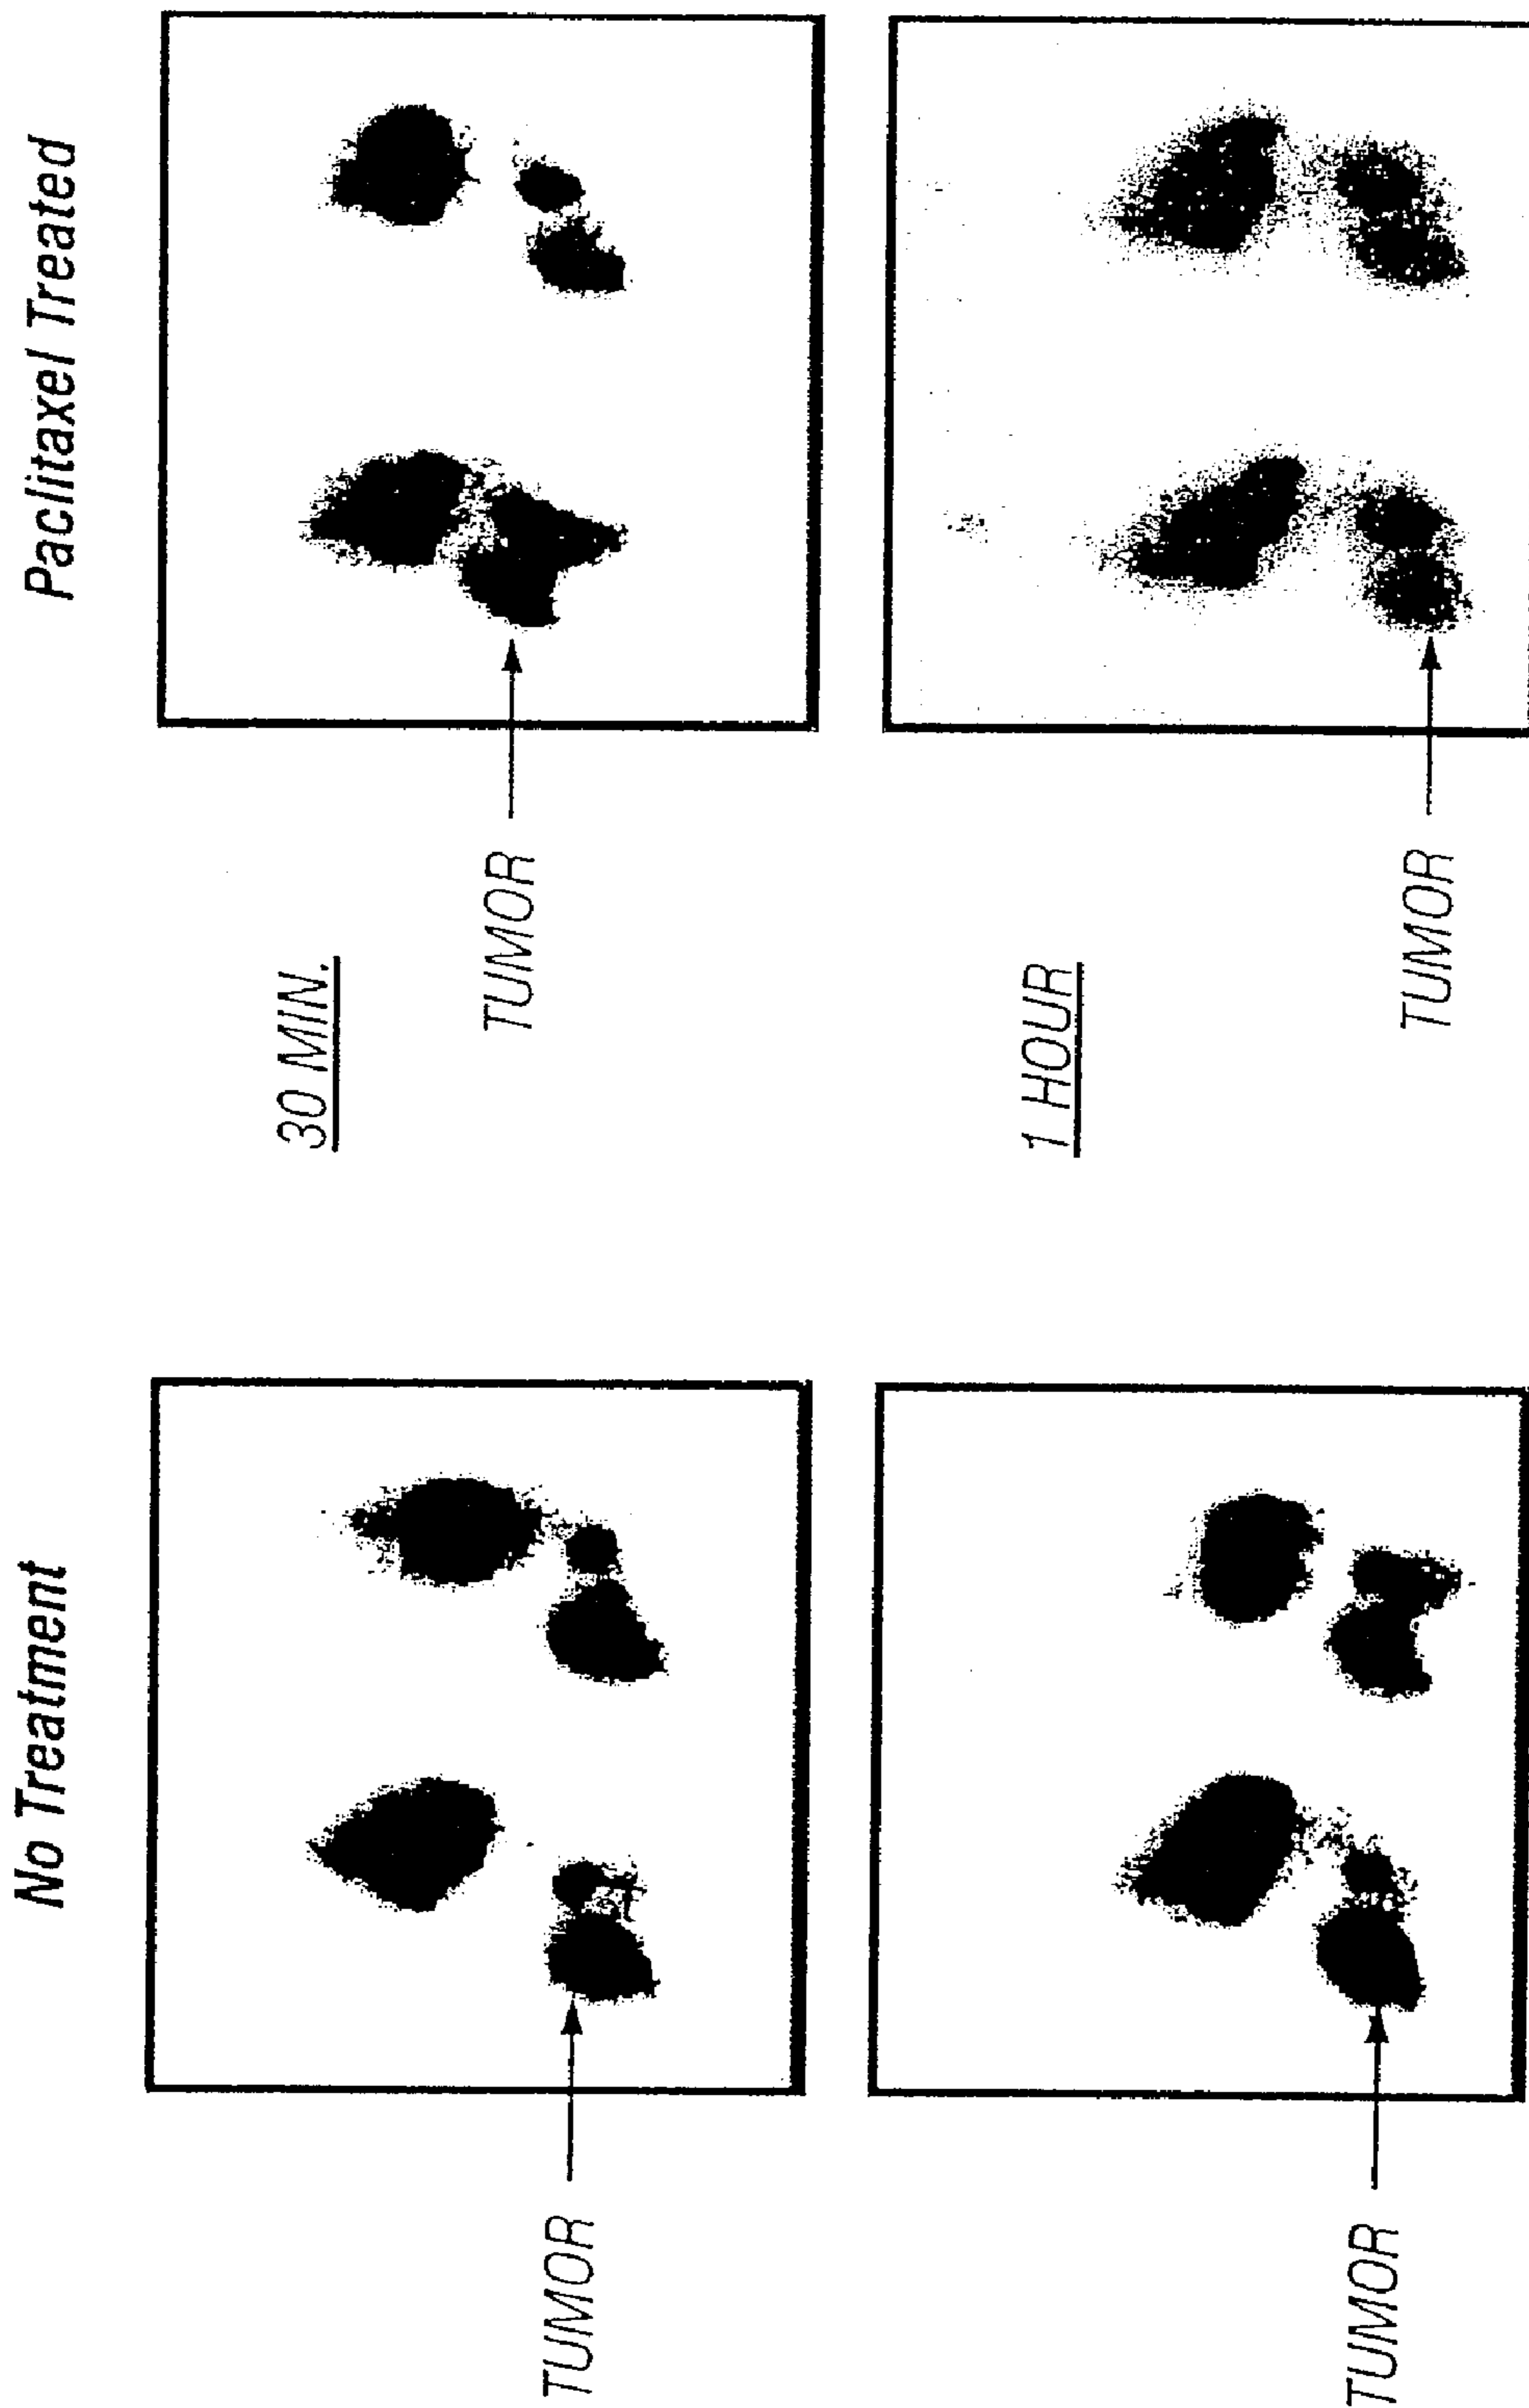 No Treatment
Paclitaxel Treated
30 MIN.
TUMOR
TUMOR
1 HOUR
TUMOR
TUMOR